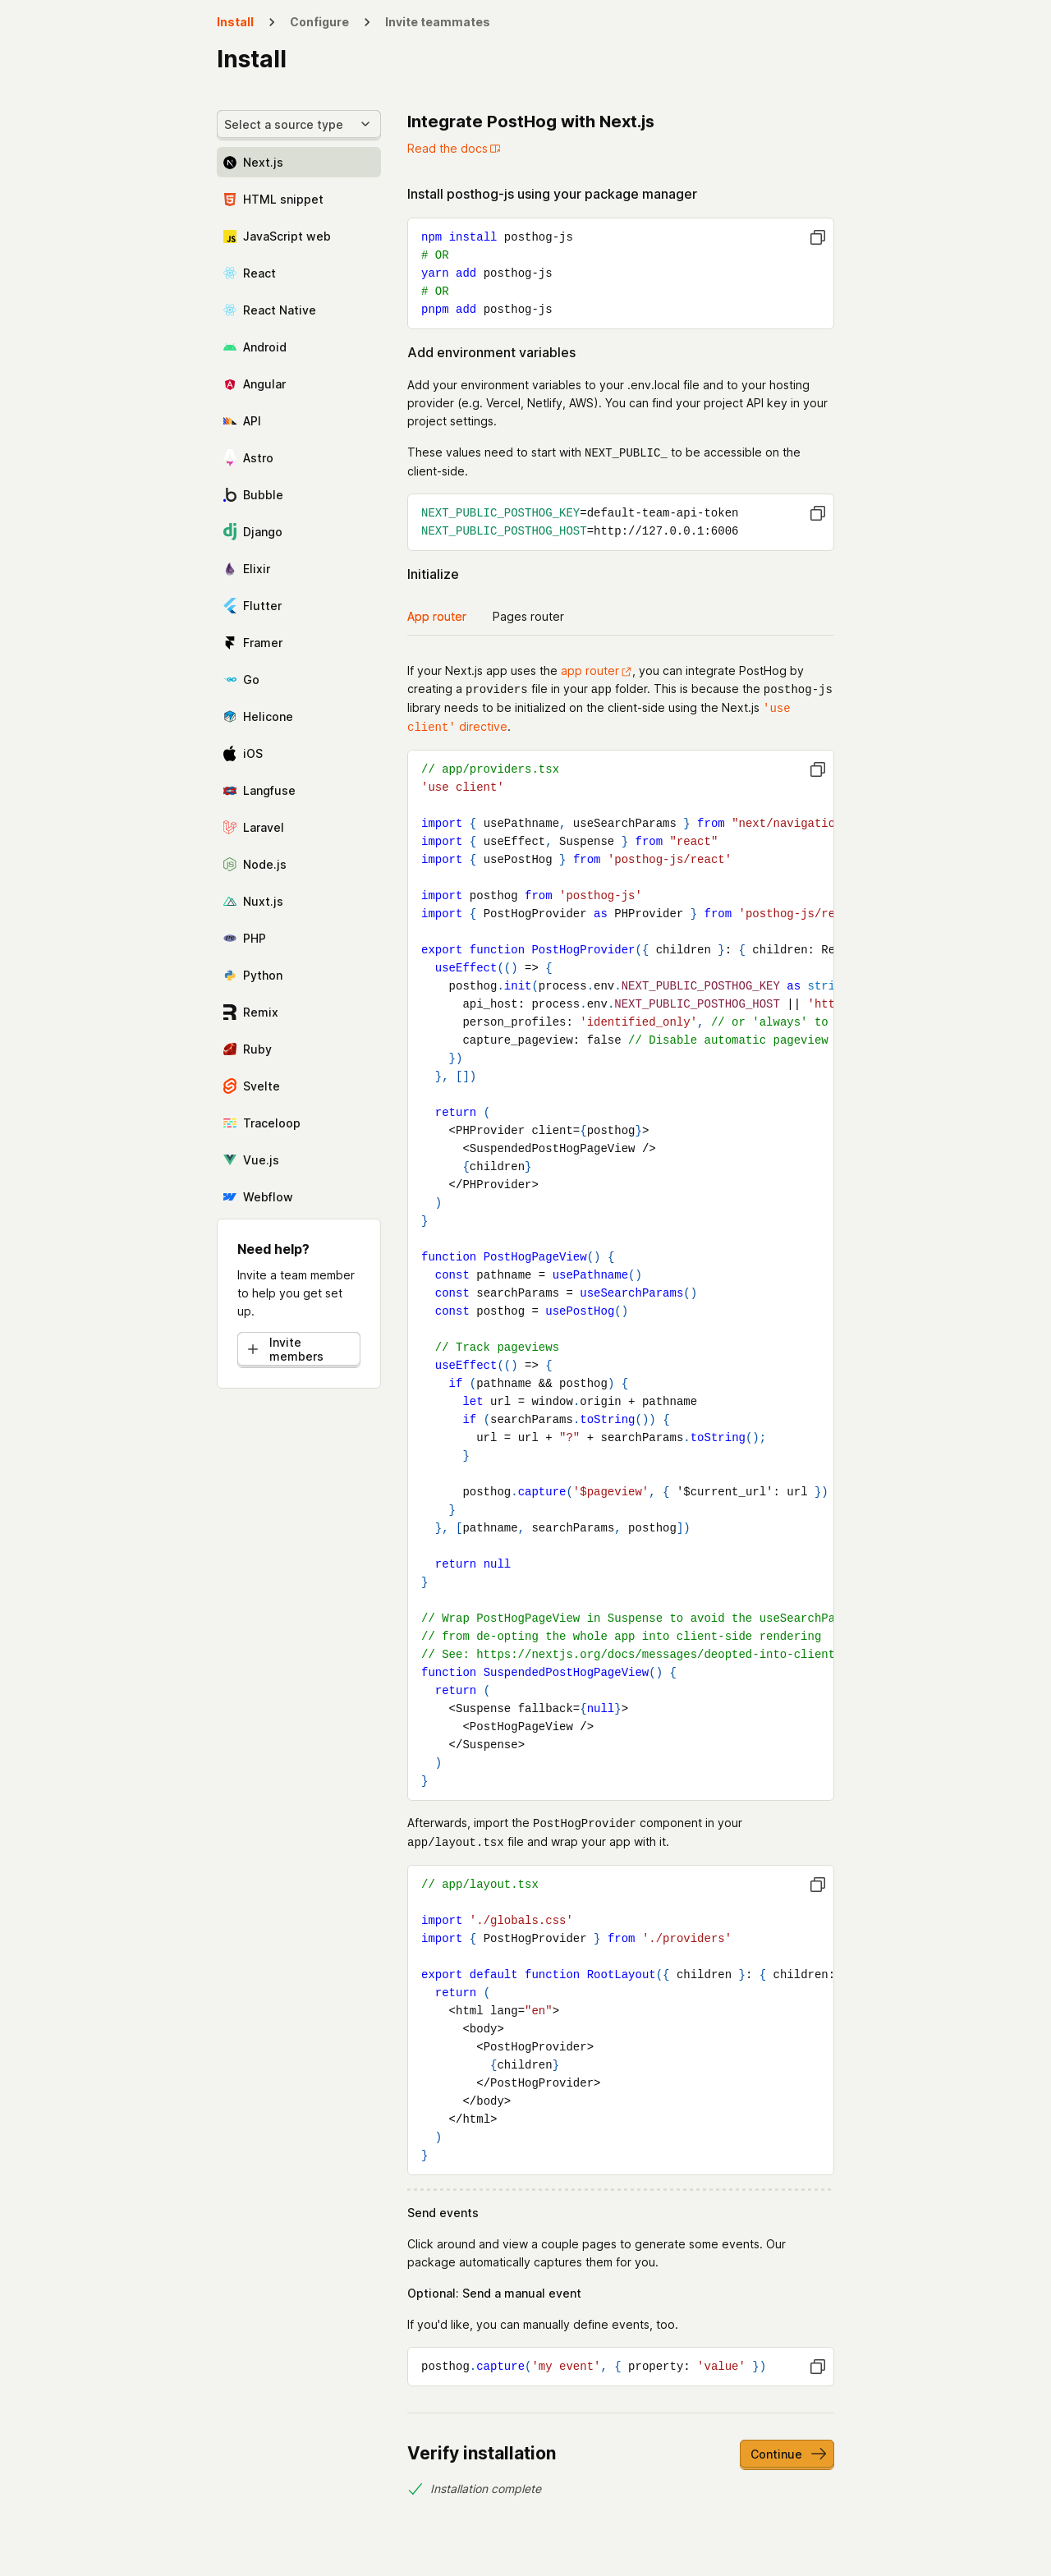 Install
Configure
Invite teammates
Install
Select a source type
Next.js
HTML snippet
JavaScript web
React
React Native
Android
Angular
API
Astro
Bubble
Django
Elixir
Flutter
Framer
Go
Helicone
iOS
Langfuse
Laravel
Node.js
Nuxt.js
PHP
Python
Remix
Ruby
Svelte
Traceloop
Vue.js
Webflow
Need help?
Invite a team member
to help you get set
up.
Invite
members
Integrate PostHog with Next.js
Read the docs
Install posthog-js using your package manager
npm install posthog-js
# OR
yarn add posthog-js
# OR
pnpm add posthog-js
Add environment variables
Add your environment variables to your .env.local file and to your hosting
provider (e.g. Vercel, Netlify, AWS). You can find your project API key in your
project settings.
These values need to start with NEXT_PUBLIC_ to be accessible on the
client-side.
NEXT_PUBLIC_POSTHOG_KEY=default-team-api-token
NEXT_PUBLIC_POSTHOG_HOST=http://127.0.0.1:6006
Initialize
App router
Pages router
If your Next.js app uses the app router, you can integrate PostHog by
creating a providers file in your app folder. This is because the posthog-js
library needs to be initialized on the client-side using the Next.js 'use
client' directive.
// app/providers.tsx
'use client'
import { usePathname, useSearchParams } from "next/navigatic
import { useEffect, Suspense } from "react"
import { usePostHog } from 'posthog-js/react'
import posthog from 'posthog-js'
import { PostHogProvider as PHProvider } from 'posthog-js/re
export function PostHogProvider({ children }: { children: Re
  useEffect(() => {
    posthog.init(process.env.NEXT_PUBLIC_POSTHOG_KEY as stri
      api_host: process.env.NEXT_PUBLIC_POSTHOG_HOST || 'htt
      person_profiles: 'identified_only', // or 'always' to
      capture_pageview: false // Disable automatic pageview
    })
  }, [])
  return (
    <PHProvider client={posthog}>
      <SuspendedPostHogPageView />
      {children}
    </PHProvider>
  )
}
function PostHogPageView() {
  const pathname = usePathname()
  const searchParams = useSearchParams()
  const posthog = usePostHog()
  // Track pageviews
  useEffect(() => {
    if (pathname && posthog) {
      let url = window.origin + pathname
      if (searchParams.toString()) {
        url = url + "?" + searchParams.toString();
      }
      posthog.capture('$pageview', { '$current_url': url })
    }
  }, [pathname, searchParams, posthog])
  return null
}
// Wrap PostHogPageView in Suspense to avoid the useSearchPa
// from de-opting the whole app into client-side rendering
// See: https://nextjs.org/docs/messages/deopted-into-client
function SuspendedPostHogPageView() {
  return (
    <Suspense fallback={null}>
      <PostHogPageView />
    </Suspense>
  )
}
Afterwards, import the PostHogProvider component in your
app/layout.tsx file and wrap your app with it.
// app/layout.tsx
import './globals.css'
import { PostHogProvider } from './providers'
export default function RootLayout({ children }: { children:
  return (
    <html lang="en">
      <body>
        <PostHogProvider>
          {children}
        </PostHogProvider>
      </body>
    </html>
  )
}
Send events
Click around and view a couple pages to generate some events. Our
package automatically captures them for you.
Optional: Send a manual event
If you'd like, you can manually define events, too.
posthog.capture('my event', { property: 'value' })
Verify installation
Continue
Installation complete